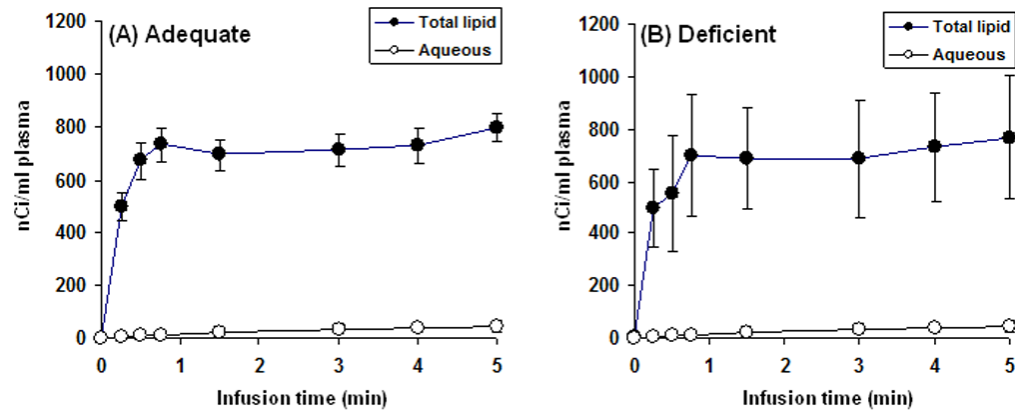 (A) Adequate
Total lipid
Aqueous
nCi/ml plasma
1200
1000
800
600
400
200
0
0 1 2 3 4 5
Infusion time (min)
(B) Deficient
Total lipid
Aqueous
nCi/ml plasma
1200
1000
800
600
400
200
0
0 1 2 3 4 5
Infusion time (min)